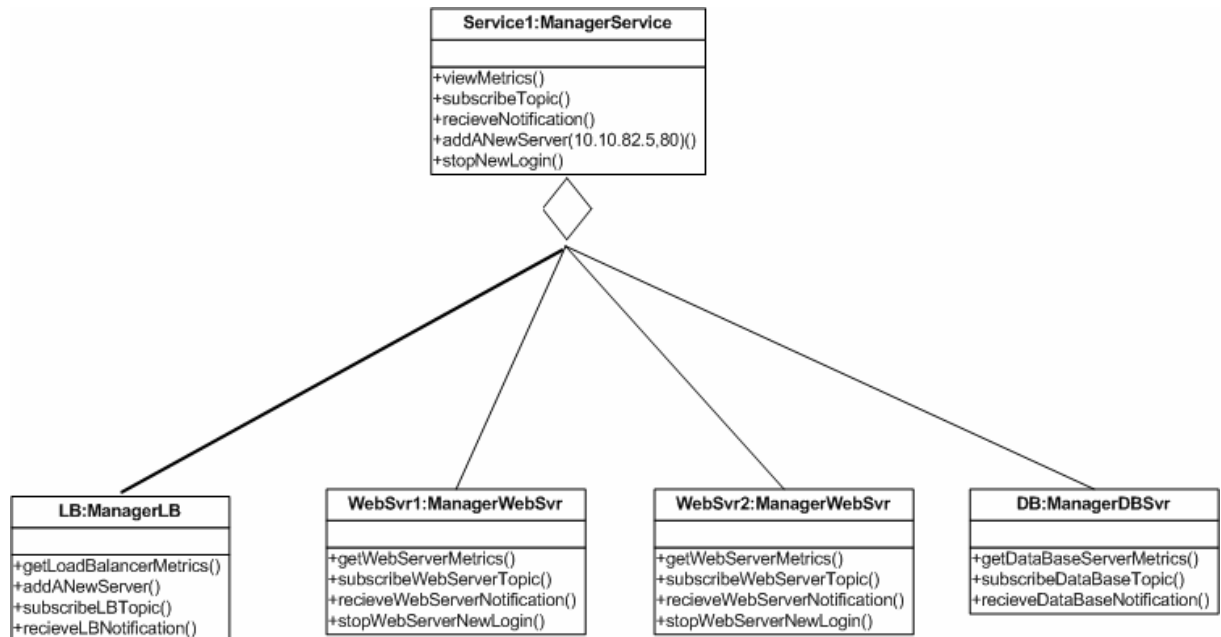 Service1:ManagerService
+viewMetrics()
+subscribeTopic()
+recieveNotification()
+addANewServer(10.10.82.5,80)()
+stopNewLogin()
LB:ManagerLB
+getLoadBalancerMetrics()
+addANewServer()
+subscribeLBTopic()
+recieveLBNotification()
WebSvr1:ManagerWebSvr
+getWebServerMetrics()
+subscribeWebServerTopic()
+recieveWebServerNotification()
+stopWebServerNewLogin()
WebSvr2:ManagerWebSvr
+getWebServerMetrics()
+subscribeWebServerTopic()
+recieveWebServerNotification()
+stopWebServerNewLogin()
DB:ManagerDBSvr
+getDataBaseServerMetrics()
+subscribeDataBaseTopic()
+recieveDataBaseNotification()